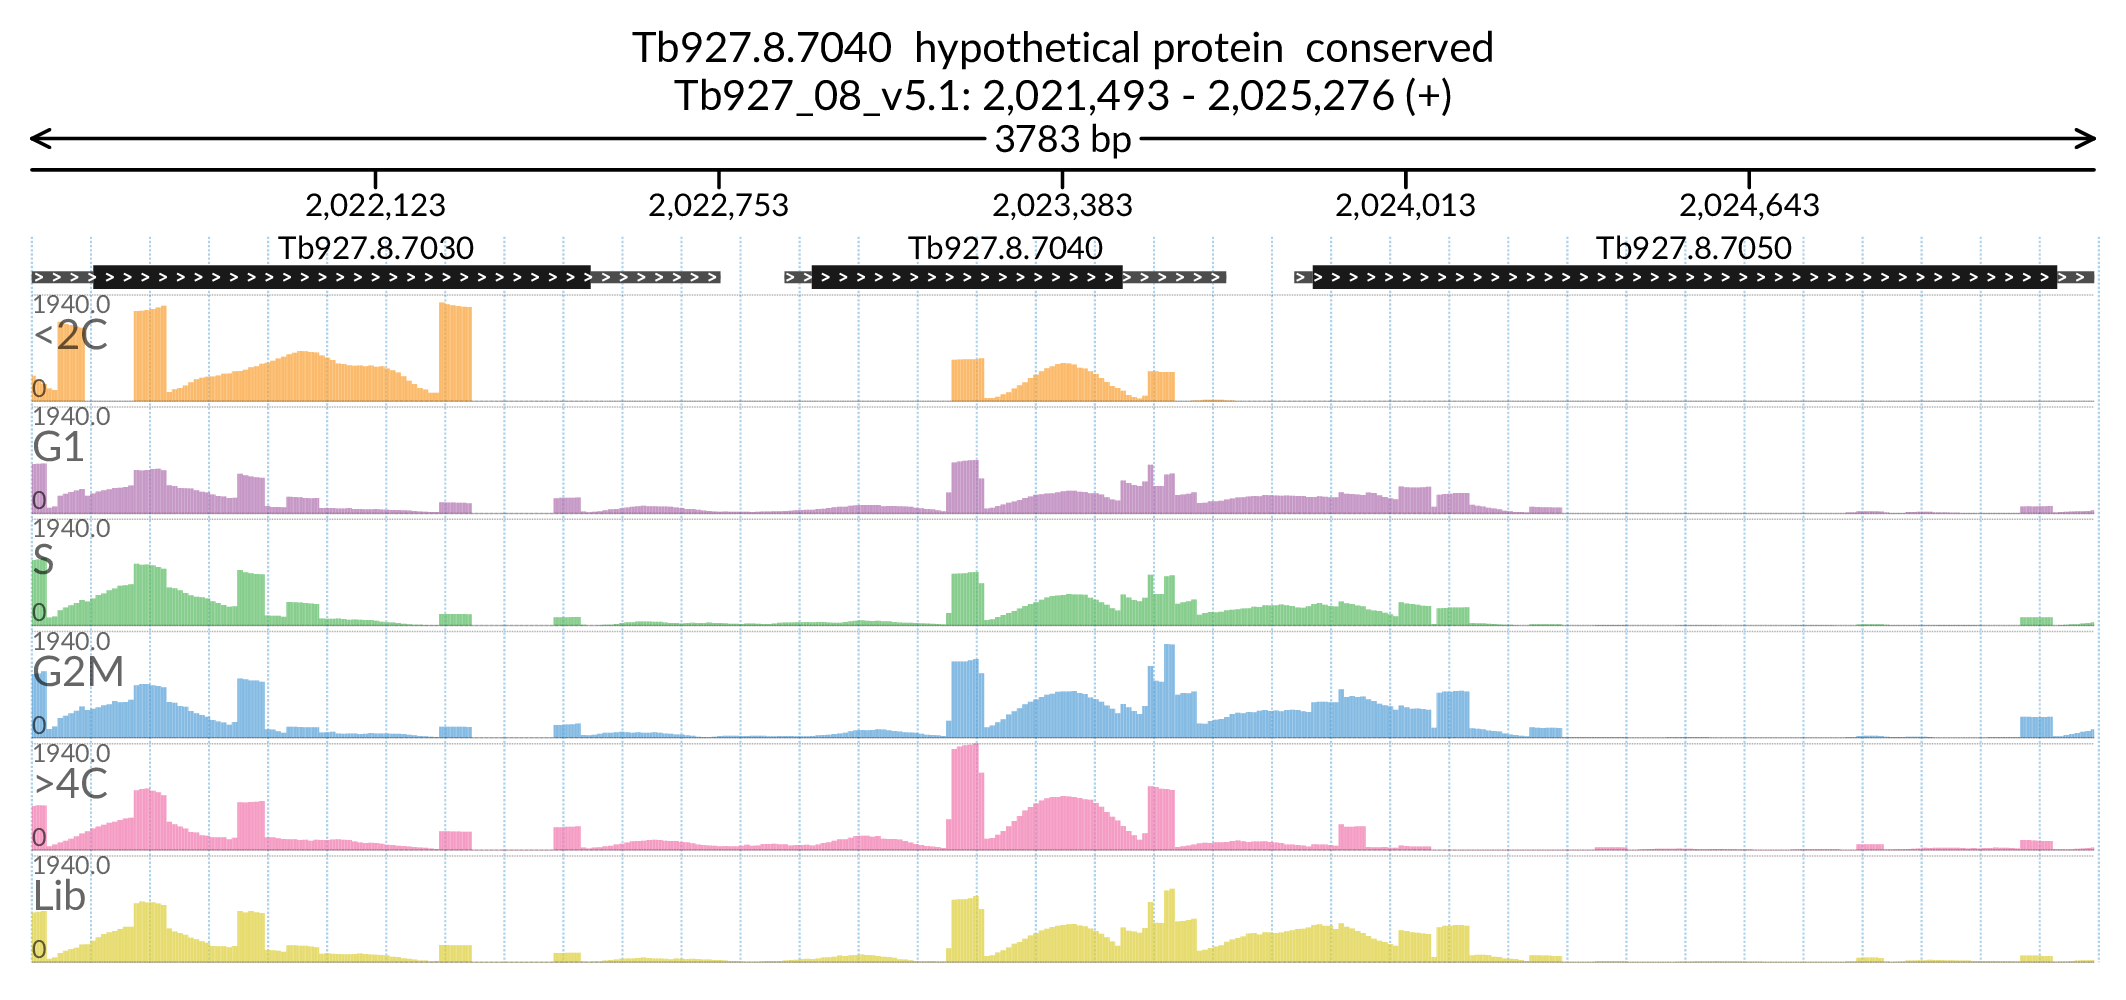 Tb927.8.7040  hypothetical protein  conserved
Tb927_08_v5.1: 2,021,493 - 2,025,276 (+)
3783 bp
2,022,123 2,022,753 2,023,383 2,024,013 2,024,643
Tb927.8.7030 Tb927.8.7040 Tb927.8.7050
1940.0
<2C
0
1940.0
G1
0
1940.0
S
0
1940.0
G2M
0
1940.0
>4C
0
1940.0
Lib
0